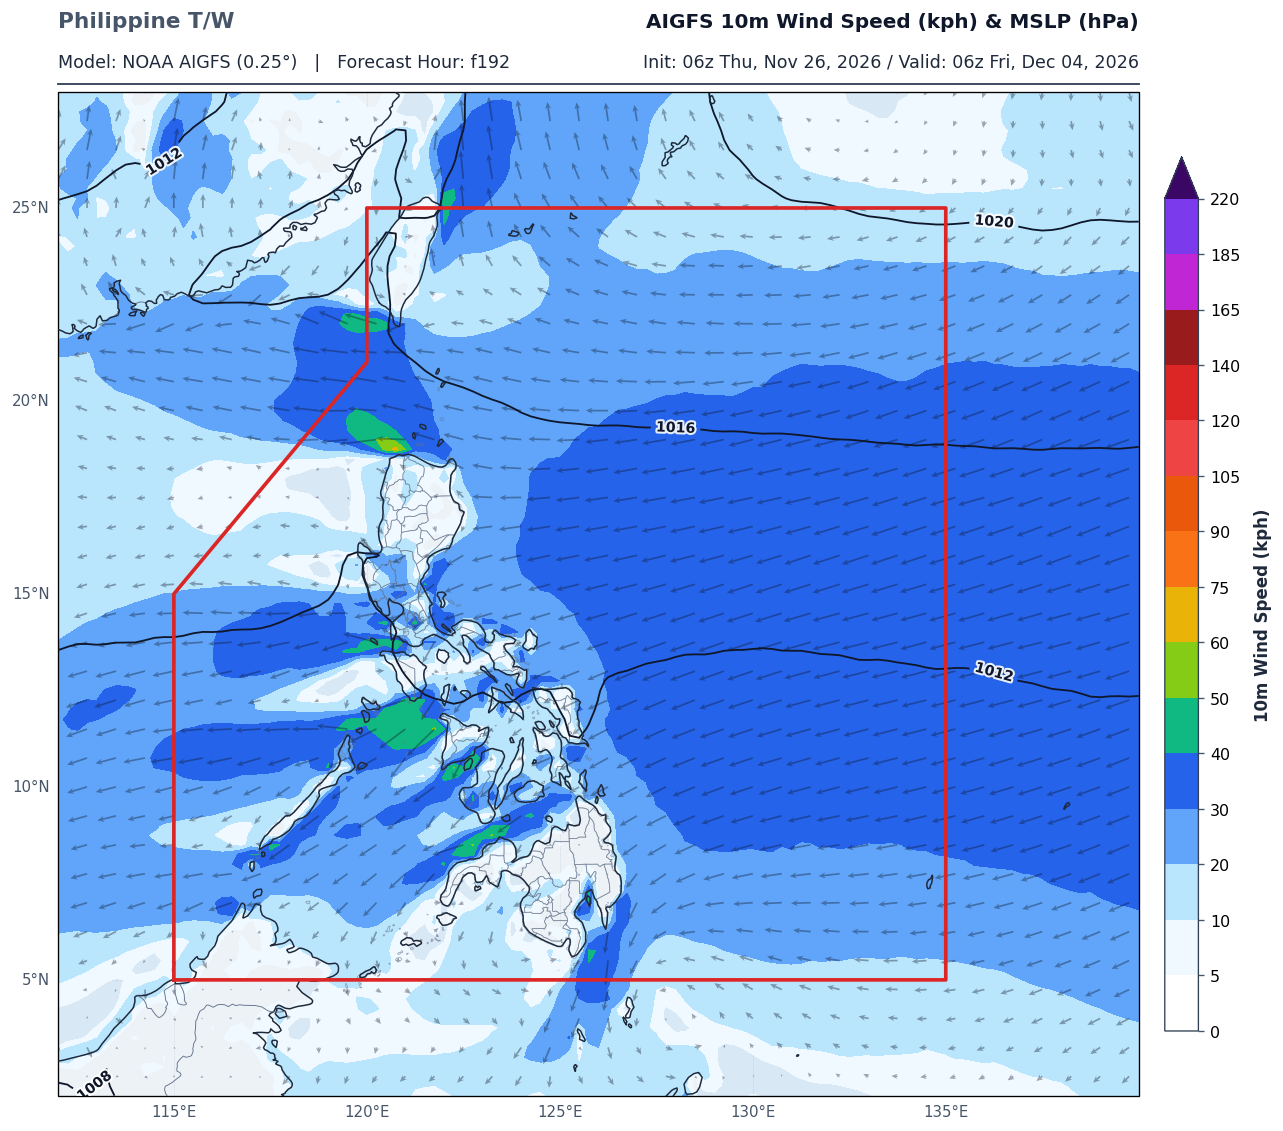 Philippine T/W
AIGFS 10m Wind Speed (kph) & MSLP (hPa)
Model: NOAA AIGFS (0.25°)   |   Forecast Hour: f192
Init: 06z Thu, Nov 26, 2026 / Valid: 06z Fri, Dec 04, 2026
1012
1020
1016
1012
1008
25°N
20°N
15°N
10°N
5°N
115°E
120°E
125°E
130°E
135°E
220
185
165
140
120
105
90
75
60
50
40
30
20
10
5
0
10m Wind Speed (kph)